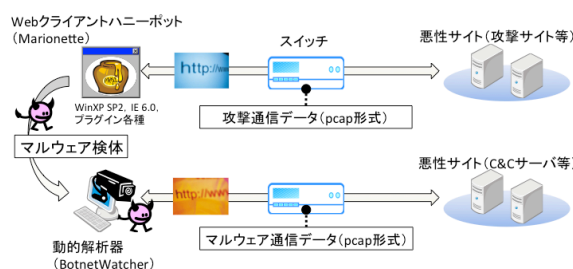 Webクライアントハニーポット
(Marionette)
スイッチ
悪性サイト(攻撃サイト等)
http://ww
WinXP SP2, IE 6.0,
プラグイン各種
攻撃通信データ(pcap形式)
マルウェア検体
悪性サイト(C&Cサーバ等)
http://ww
マルウェア通信データ(pcap形式)
動的解析器
(BotnetWatcher)